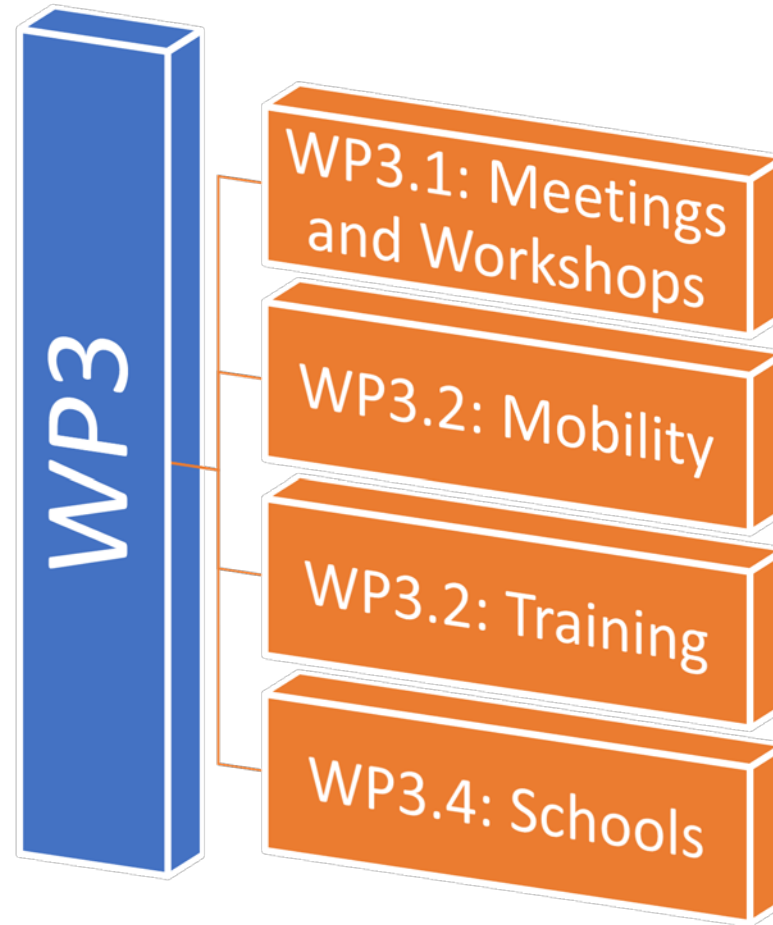 WP3
WP3.1: Meetings
and Workshops
WP3.2: Mobility
WP3.2: Training
WP3.4: Schools